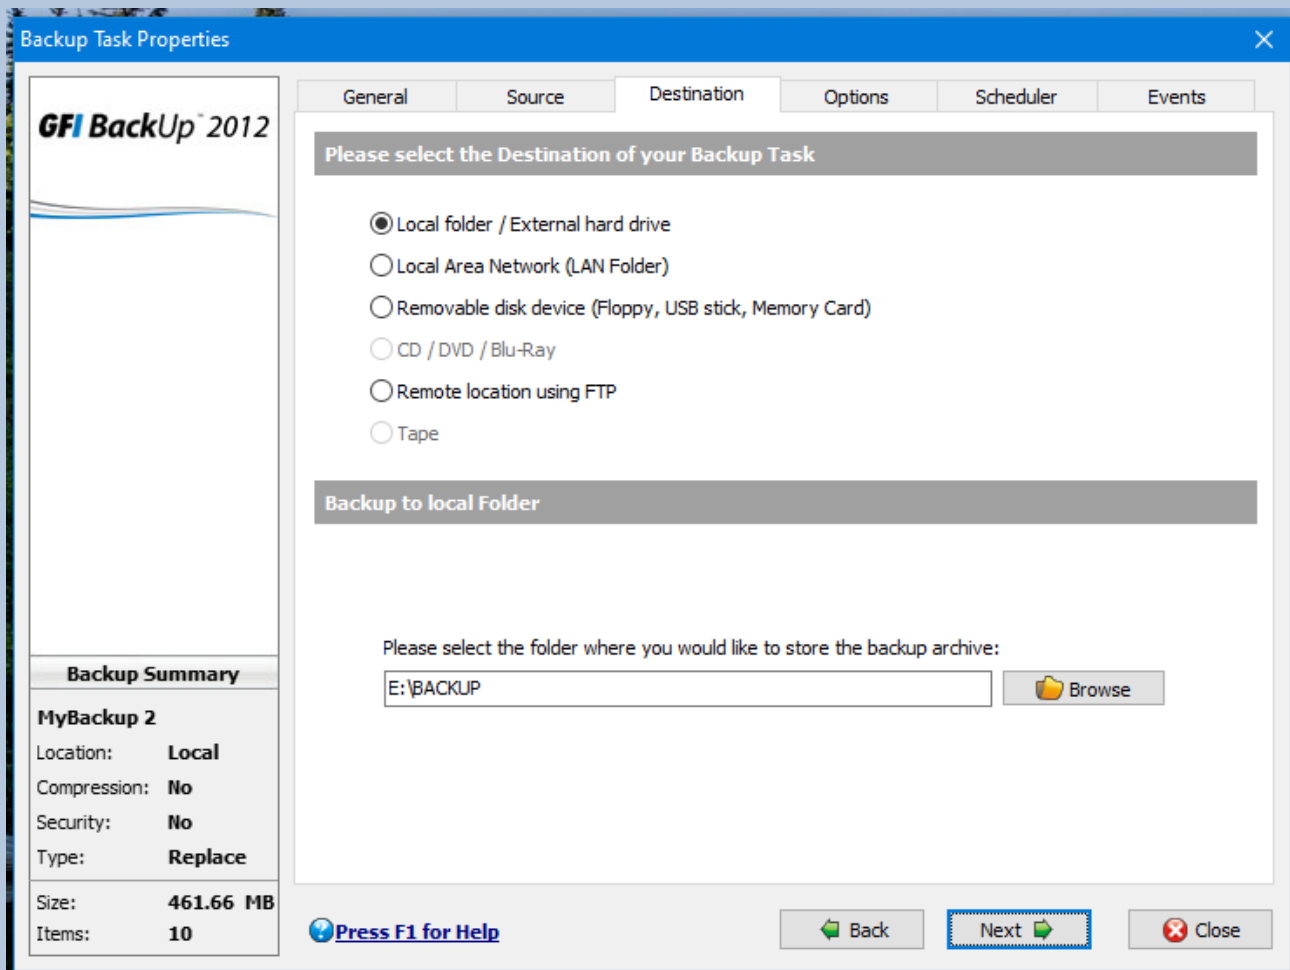 Backup Task Properties
GFI BackUp™ 2012
General Source Destination Options Scheduler Events
Please select the Destination of your Backup Task
Local folder / External hard drive
Local Area Network (LAN Folder)
Removable disk device (Floppy, USB stick, Memory Card)
CD / DVD / Blu-Ray
Remote location using FTP
Tape
Backup to local Folder
Please select the folder where you would like to store the backup archive:
E:\BACKUP Browse
Backup Summary
MyBackup 2
Location: Local
Compression: No
Security: No
Type: Replace
Size: 461.66 MB
Items: 10
Press F1 for Help Back Next Close